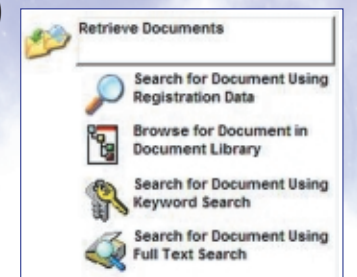 Retrieve Documents
Search for Document Using
Registration Data
Browse for Document in
Document Library
Search for Document Using
Keyword Search
Search for Document Using
Full Text Search